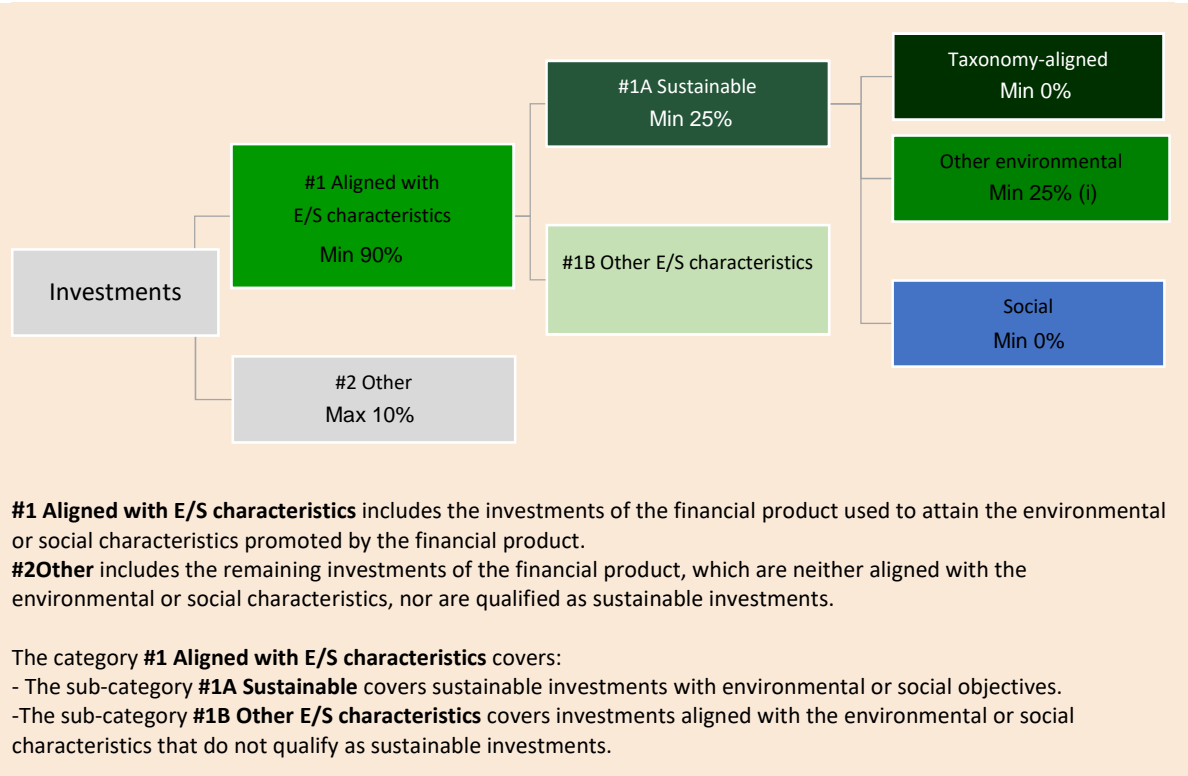 Investments
#1 Aligned with
E/S characteristics
Min 90%
#2 Other
Max 10%
#1A Sustainable
Min 25%
#1B Other E/S characteristics
Taxonomy-aligned
Min 0%
Other environmental
Min 25% (i)
Social
Min 0%
#1 Aligned with E/S characteristics includes the investments of the financial product used to attain the environmental
or social characteristics promoted by the financial product.
#2Other includes the remaining investments of the financial product, which are neither aligned with the
environmental or social characteristics, nor are qualified as sustainable investments.
The category #1 Aligned with E/S characteristics covers:
- The sub-category #1A Sustainable covers sustainable investments with environmental or social objectives.
-The sub-category #1B Other E/S characteristics covers investments aligned with the environmental or social
characteristics that do not qualify as sustainable investments.